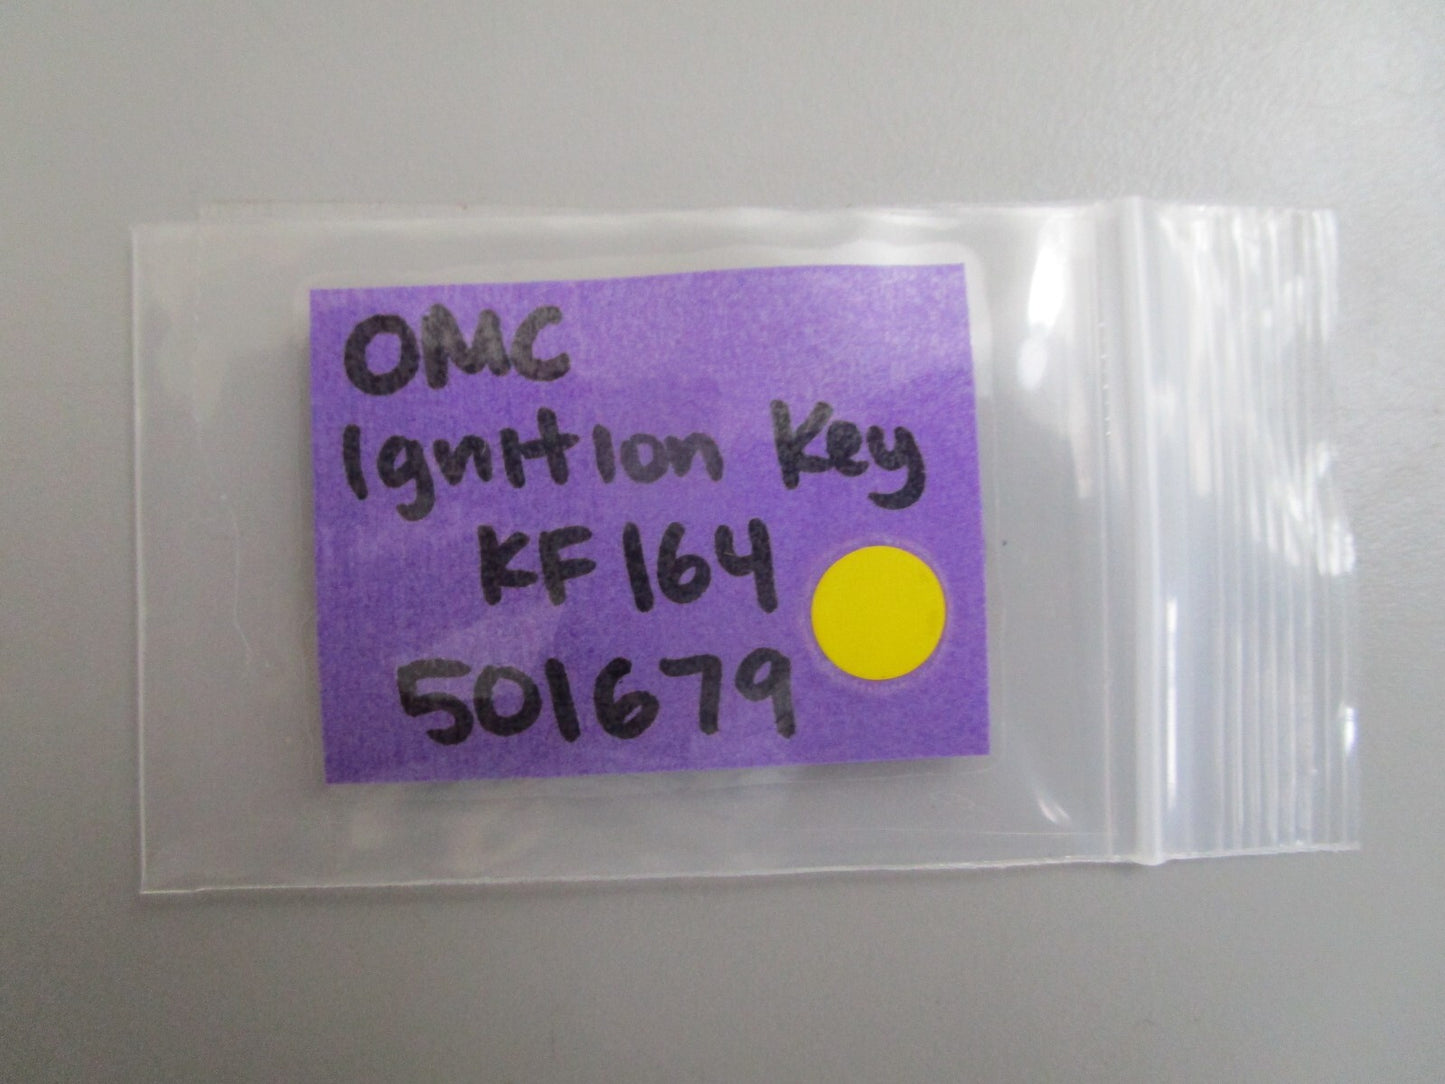 OMC
Ignition Key
KF164
501679